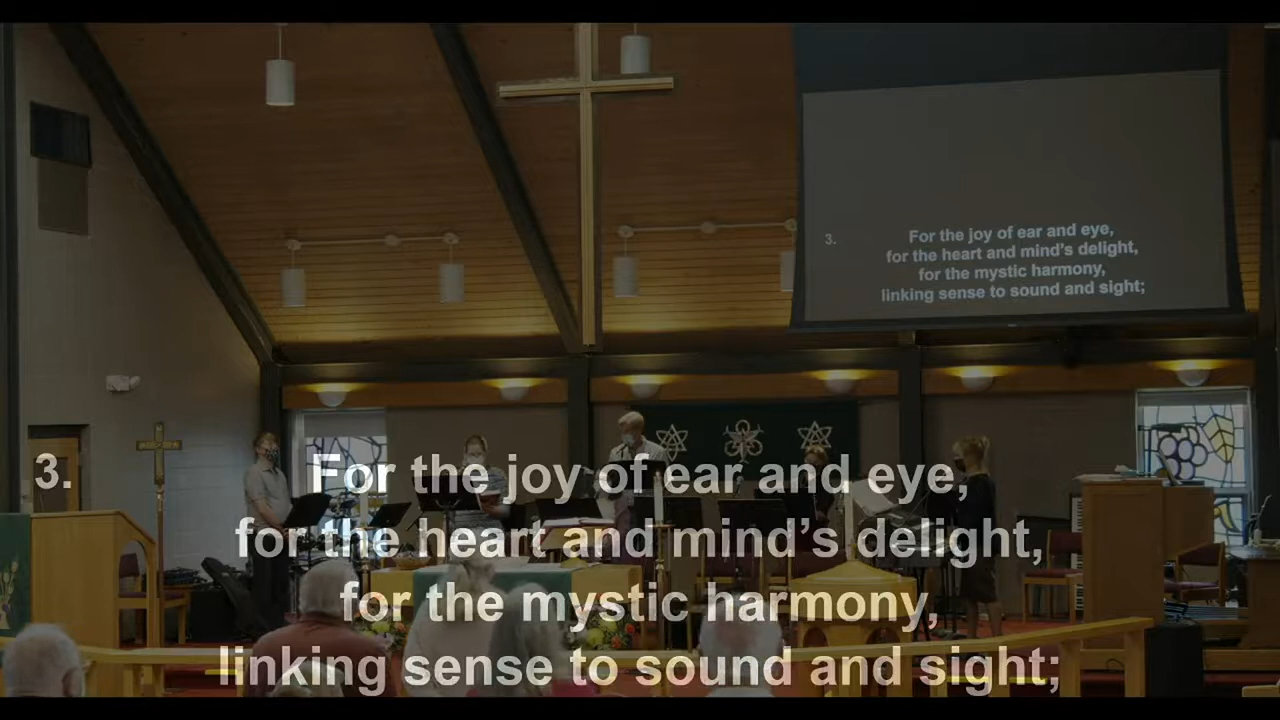 3.
For the joy of ear and eye,
for the heart and mind's delight,
for the mystic harmony,
linking sense to sound and sight;
3.
For the joy of ear and eye,
for the heart and mind’s delight,
for the mystic harmony,
linking sense to sound and sight;